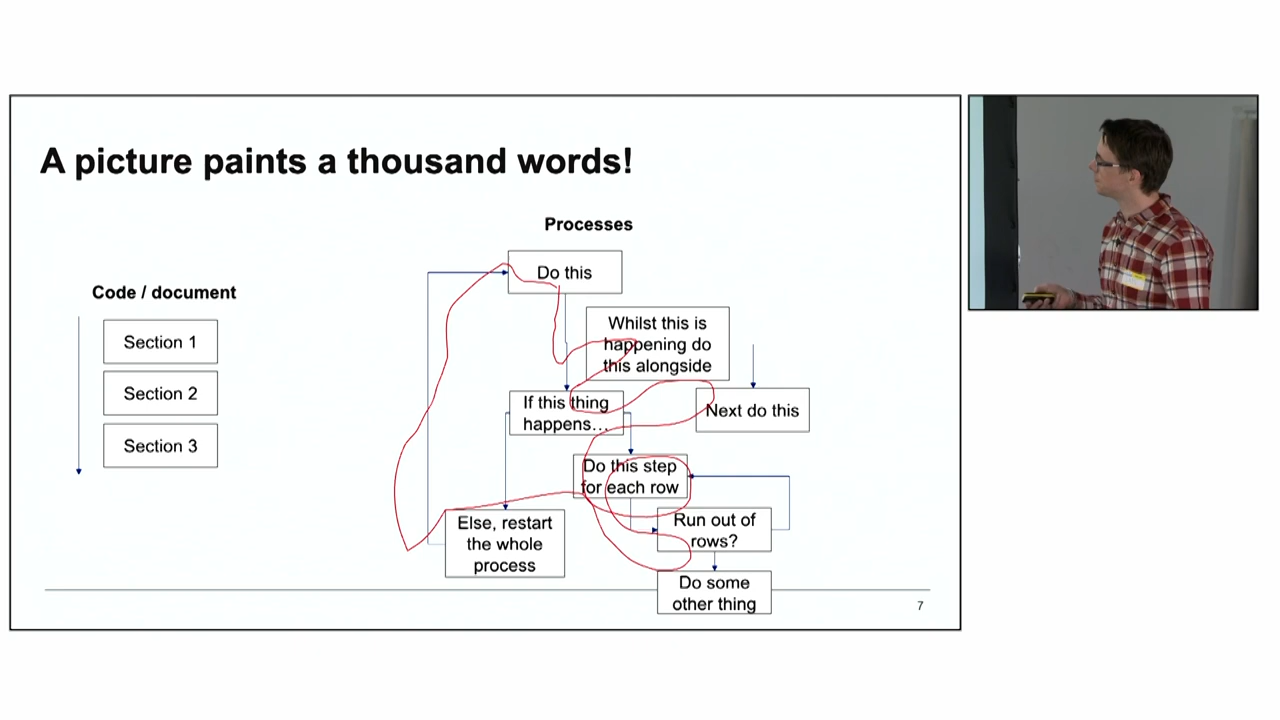 A picture paints a thousand words!
Processes
Code / document
Section 1
Section 2
Section 3
Do this
Whilst this is
happening do
this alongside
If this thing
happens…
Next do this
Do this step
for each row
Else, restart
the whole
process
Run out of
rows?
Do some
other thing
7